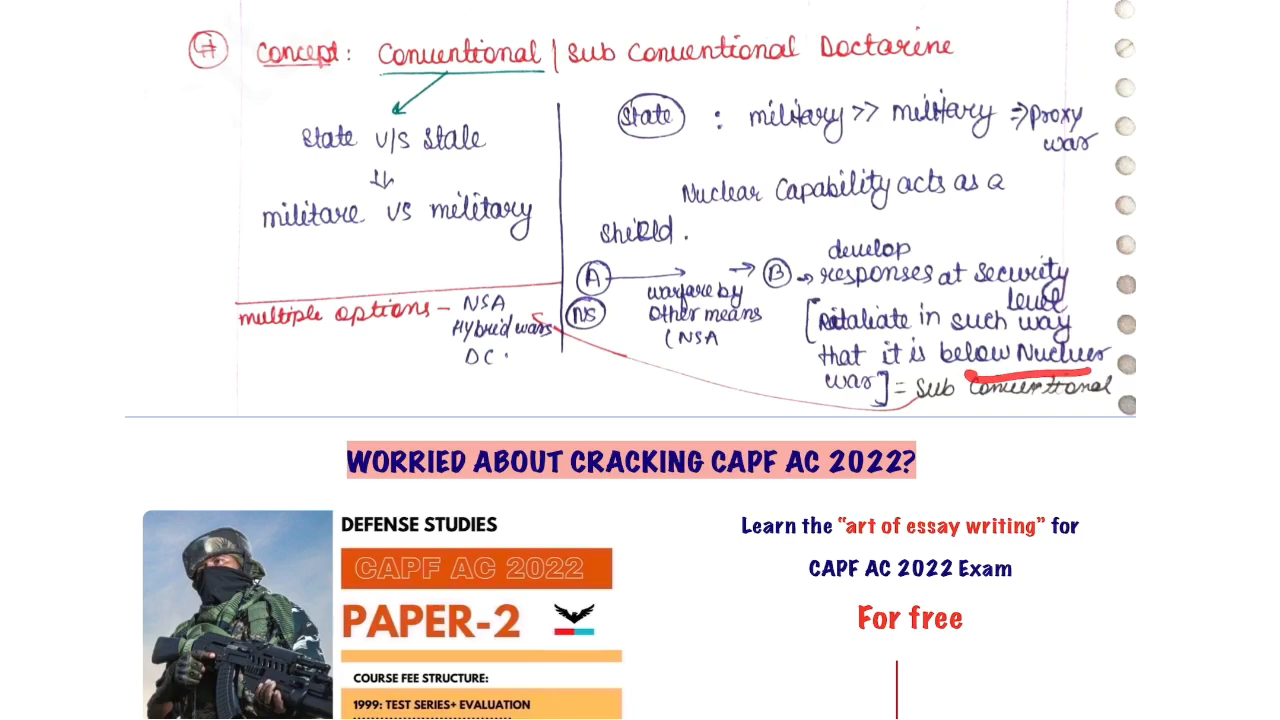 # Concept: Conventional | Sub Conventional Doctarine
State v/s State
militare vs military
multiple options - NSA
Hybrid wars
DC.
State : military >> military => Proxy war
Nuclear Capability acts as a
Shield.
A → → B → develop
responses at security
level
NS warfare by
other means
(NSA
[Retaliate in such way
that it is below Nucluer
war] = Sub Conventional
WORRIED ABOUT CRACKING CAPF AC 2022?
DEFENSE STUDIES
CAPF AC 2022
PAPER-2
COURSE FEE STRUCTURE:
1999: TEST SERIES+ EVALUATION
Learn the "art of essay writing" for
CAPF AC 2022 Exam
For free